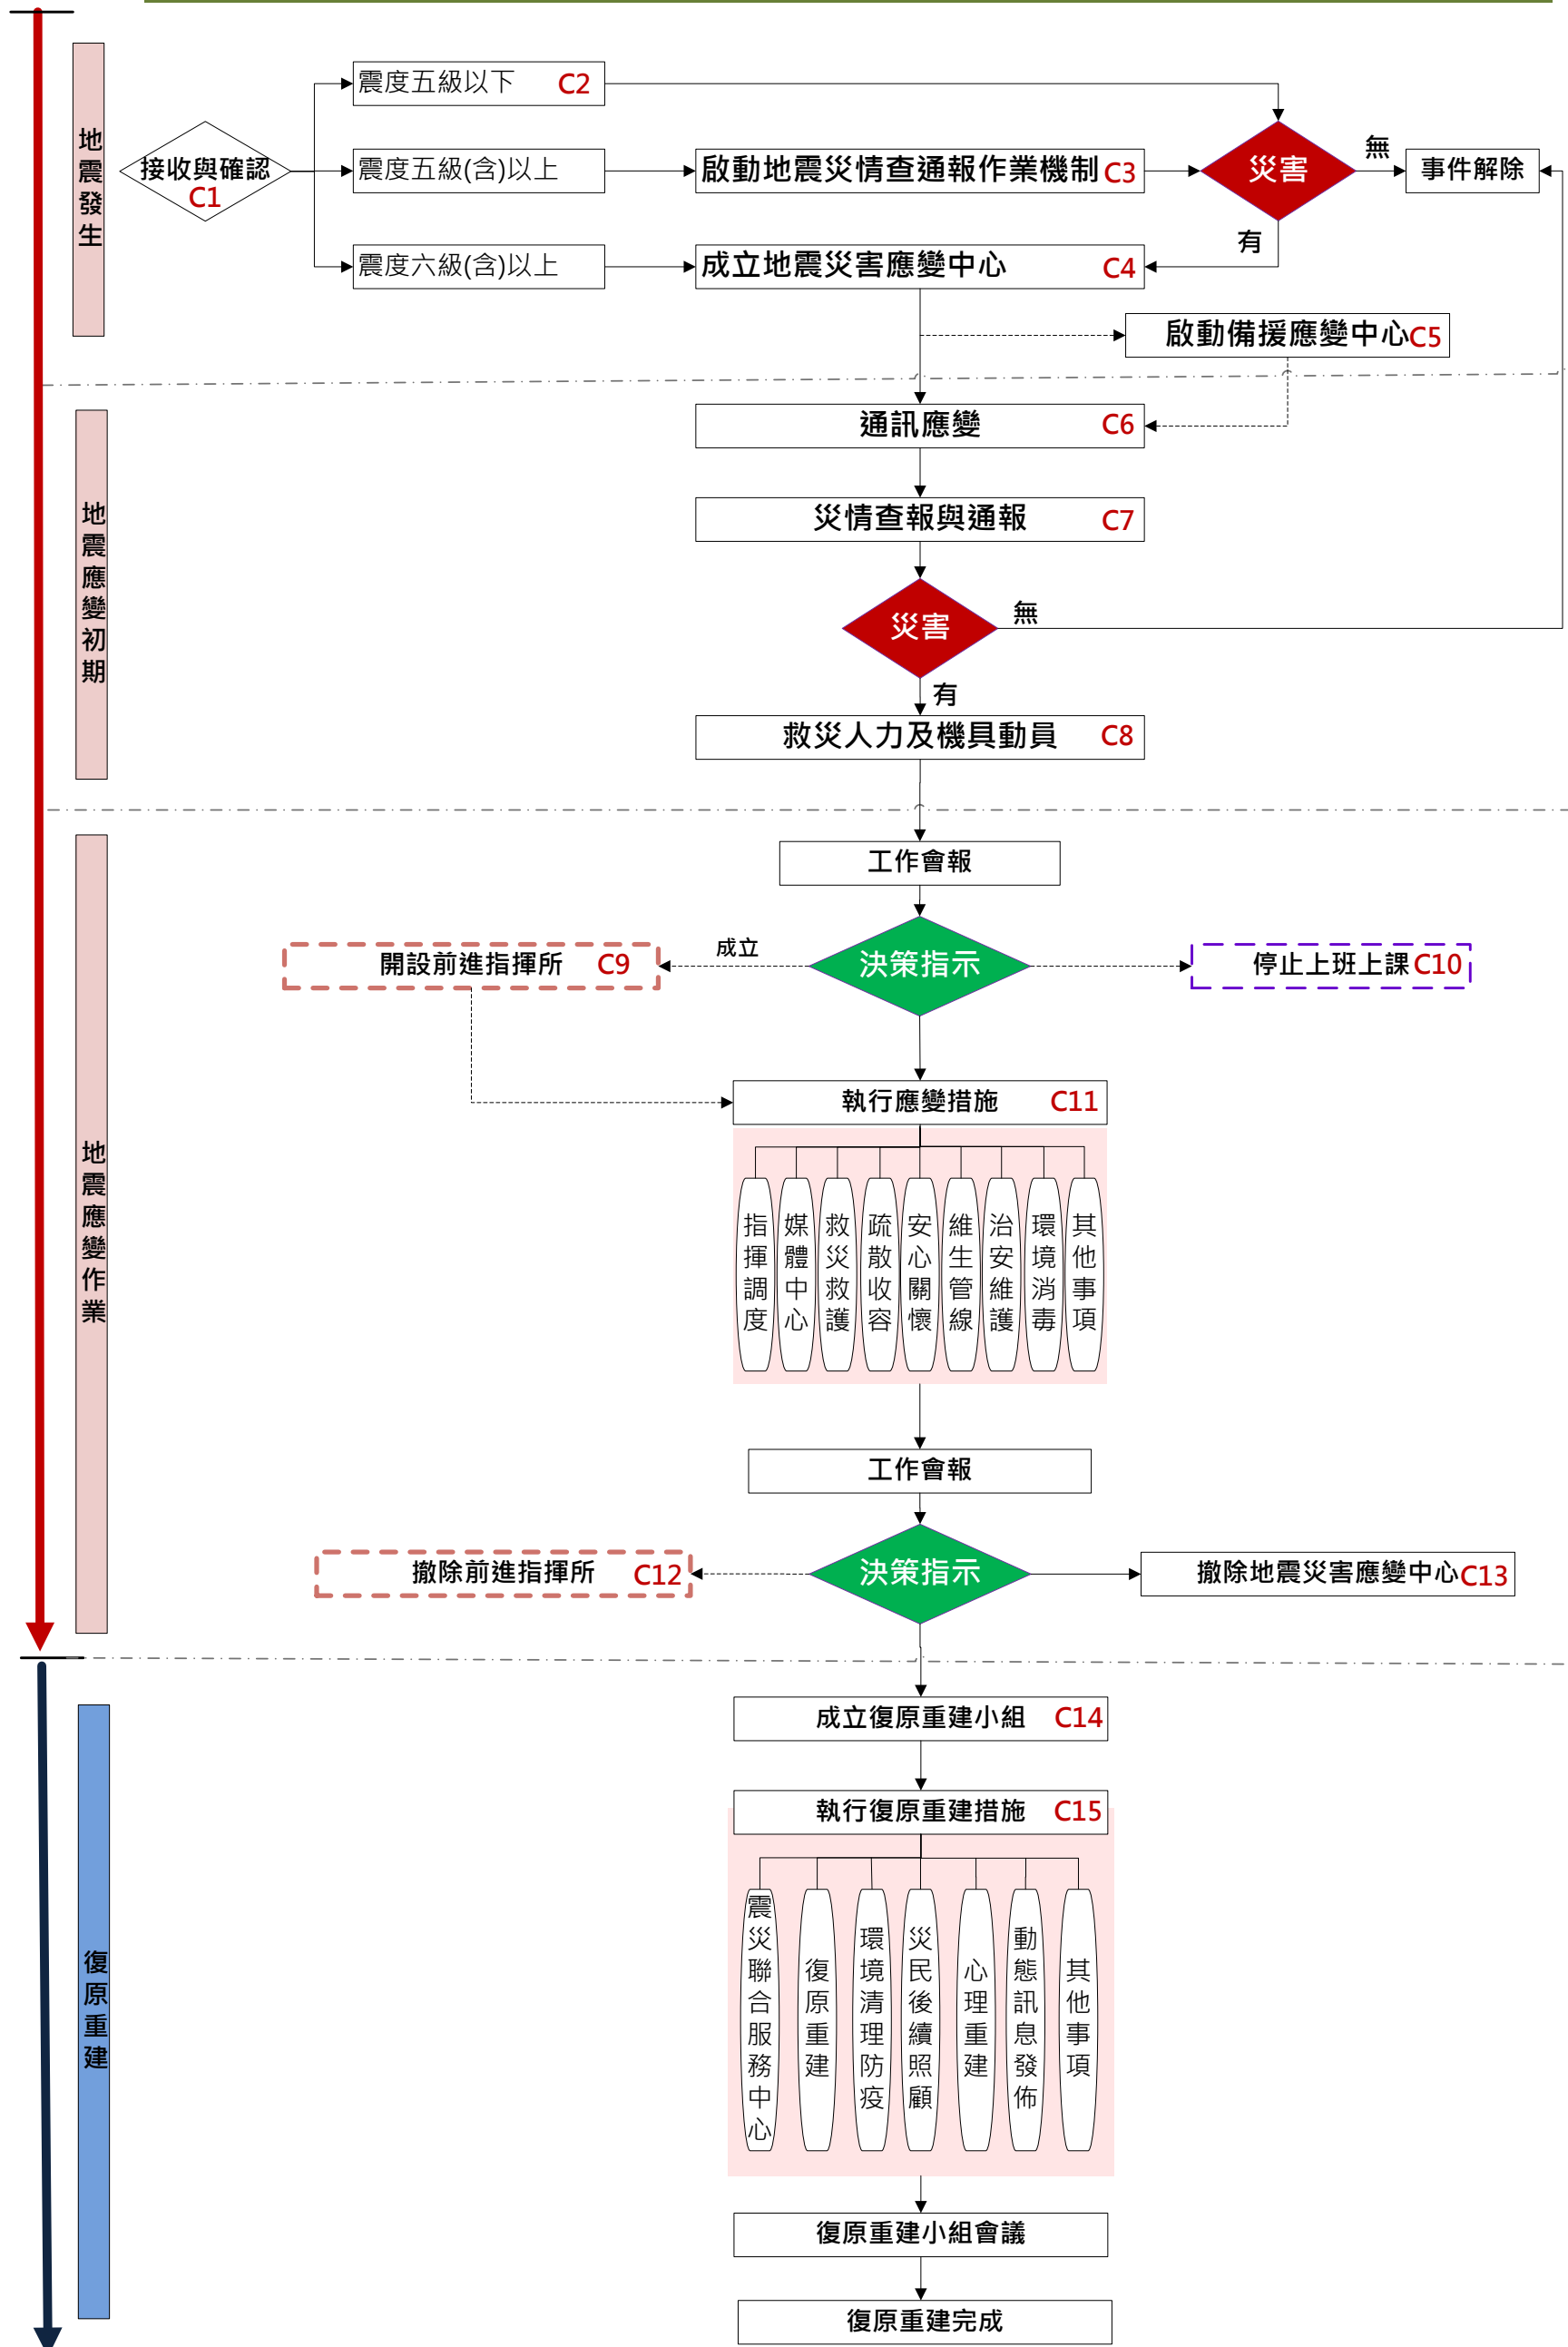 地震發生
接收與確認
C1
震度五級以下 C2
震度五級(含)以上
震度六級(含)以上
啟動地震災情查通報作業機制 C3
成立地震災害應變中心 C4
災害
無
有
事件解除
啟動備援應變中心 C5
地震應變初期
通訊應變 C6
災情查報與通報 C7
災害
無
有
救災人力及機具動員 C8
地震應變作業
工作會報
決策指示
成立
開設前進指揮所 C9
停止上班上課 C10
執行應變措施 C11
指揮調度
媒體中心
救災救護
疏散收容
安心關懷
維生管線
治安維護
環境消毒
其他事項
工作會報
決策指示
撤除前進指揮所 C12
撤除地震災害應變中心 C13
復原重建
成立復原重建小組 C14
執行復原重建措施 C15
震災聯合服務中心
復原重建
環境清理防疫
災民後續照顧
心理重建
動態訊息發佈
其他事項
復原重建小組會議
復原重建完成